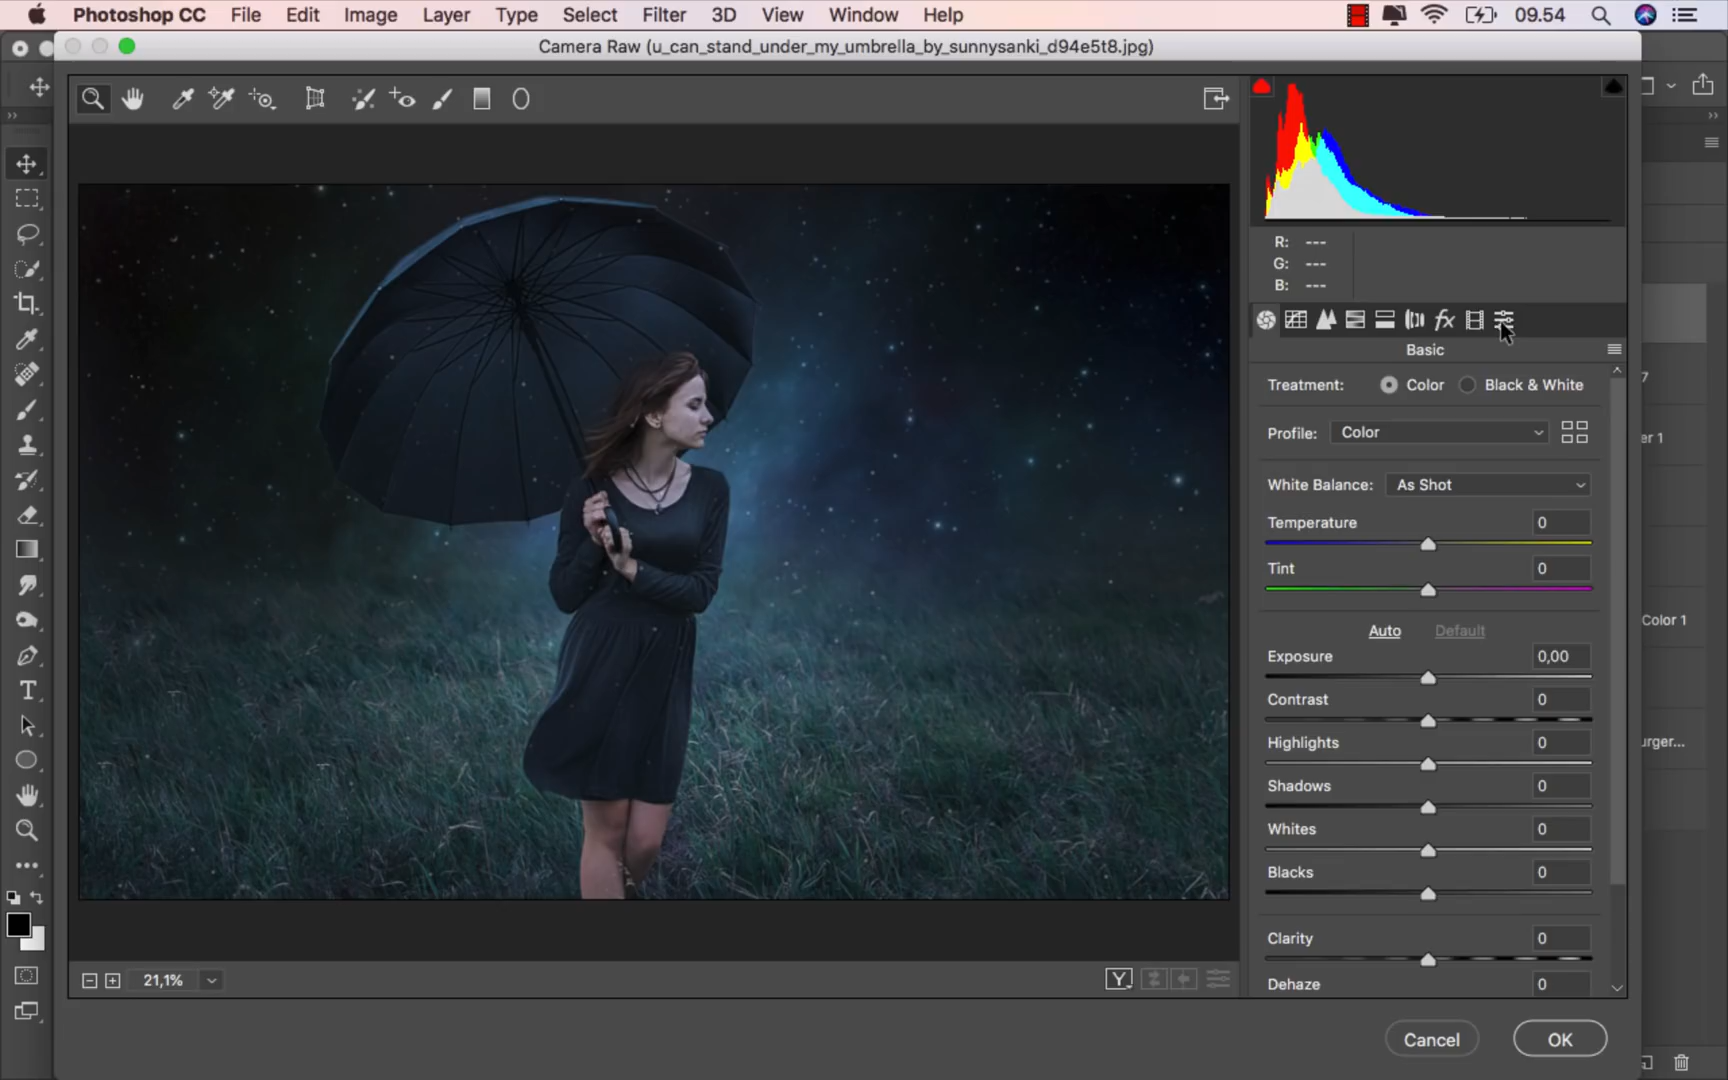 Photoshop CC File Edit Image Layer Type Select Filter 3D View Window Help 09.54
Camera Raw (u_can_stand_under_my_umbrella_by_sunnysanki_d94e5t8.jpg)
R: ---
G: ---
B: ---
fx
Basic
Treatment: Color Black & White
Profile: Color
White Balance: As Shot
Temperature 0
Tint 0
Auto Default
Exposure 0,00
Contrast 0
Highlights 0
Shadows 0
Whites 0
Blacks 0
Clarity 0
Dehaze 0
21,1%
Y
Cancel OK
7
er 1
Color 1
urger...
T